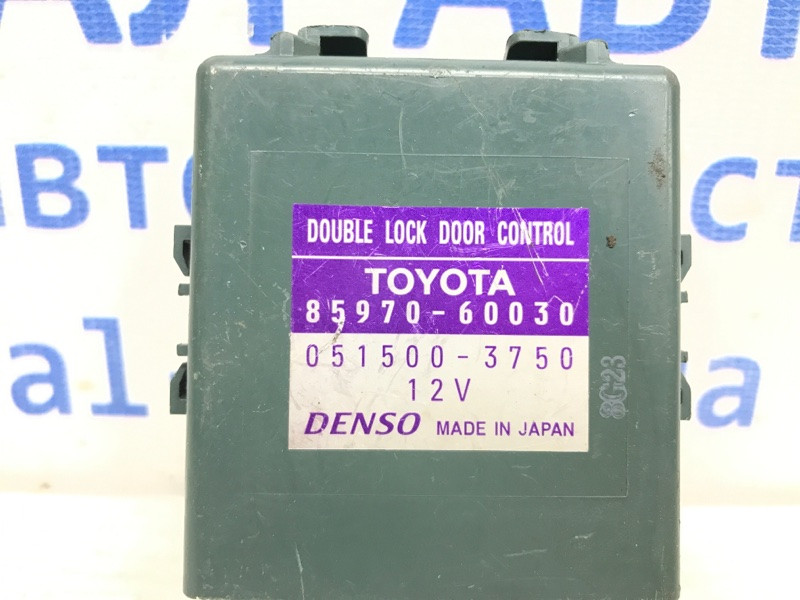 DOUBLE LOCK DOOR CONTROL
TOYOTA
85970-60030
051500-3750
12V
DENSO MADE IN JAPAN